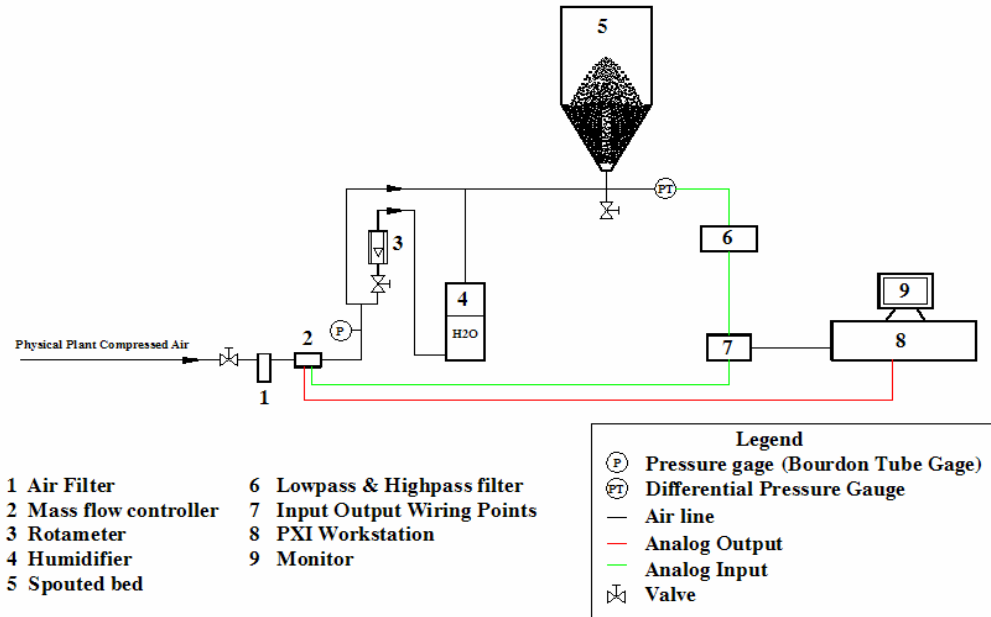 5
PT
3
6
4
9
P
H2O
Physical Plant Compressed Air
2
7
8
1
Legend
P Pressure gage (Bourdon Tube Gage)
PT Differential Pressure Gauge
Air line
Analog Output
Analog Input
Valve
1 Air Filter
2 Mass flow controller
3 Rotameter
4 Humidifier
5 Spouted bed
6 Lowpass & Highpass filter
7 Input Output Wiring Points
8 PXI Workstation
9 Monitor